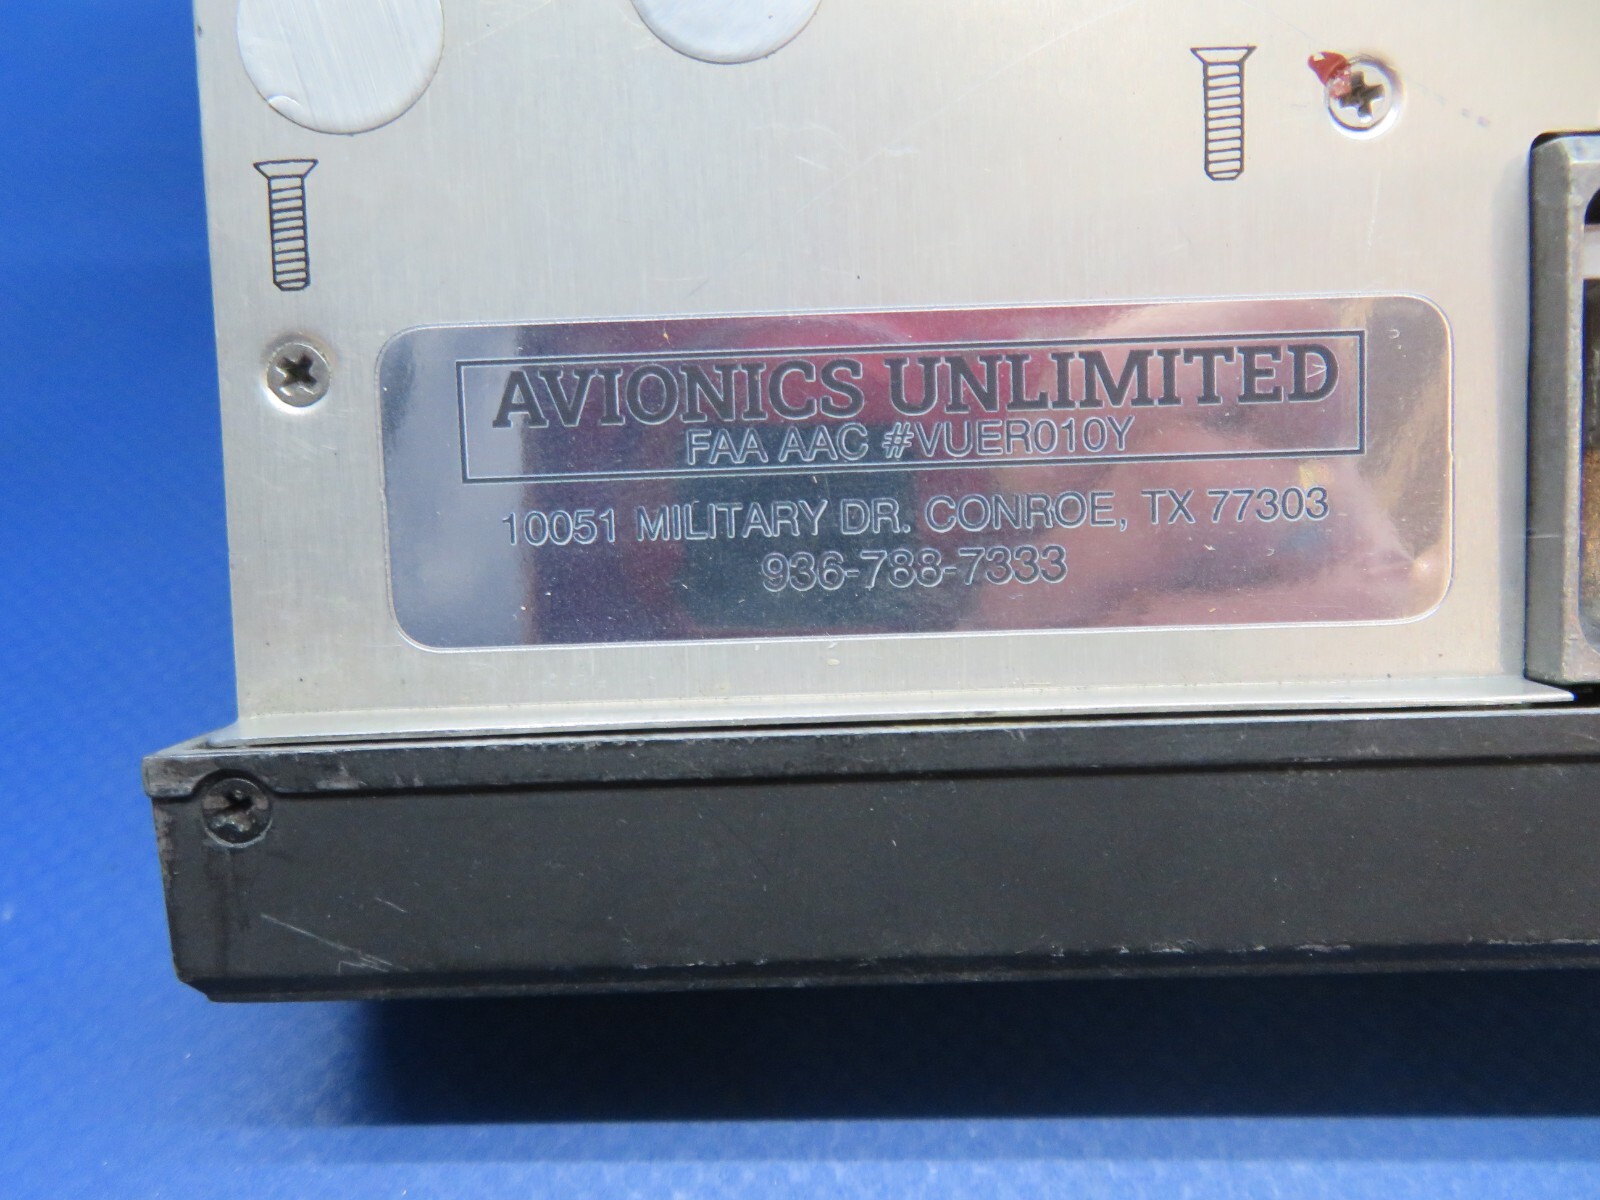 AVIONICS UNLIMITED
FAA AAC #VUER010Y
10051 MILITARY DR. CONROE, TX 77303
936-788-7333